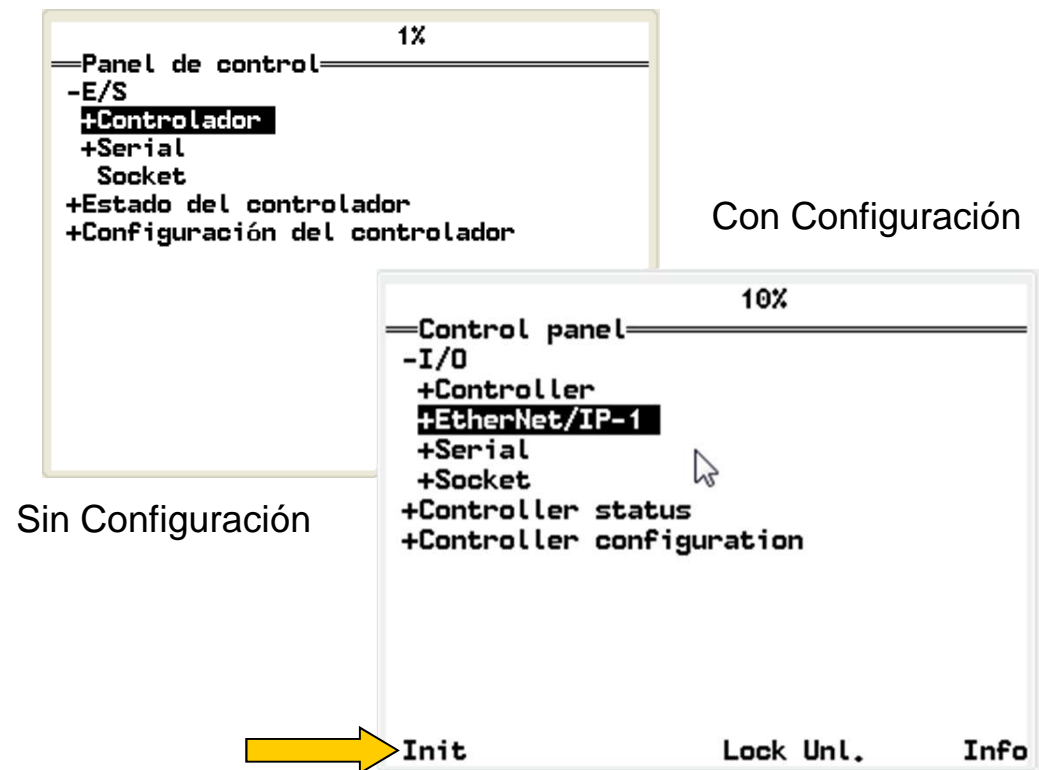 1%
Panel de control
-E/S
+Controlador
+Serial
Socket
+Estado del controlador
+Configuración del controlador
Sin Configuración
Con Configuración
10%
Control panel
-I/O
+Controller
+EtherNet/IP-1
+Serial
+Socket
+Controller status
+Controller configuration
Init Lock Unl. Info